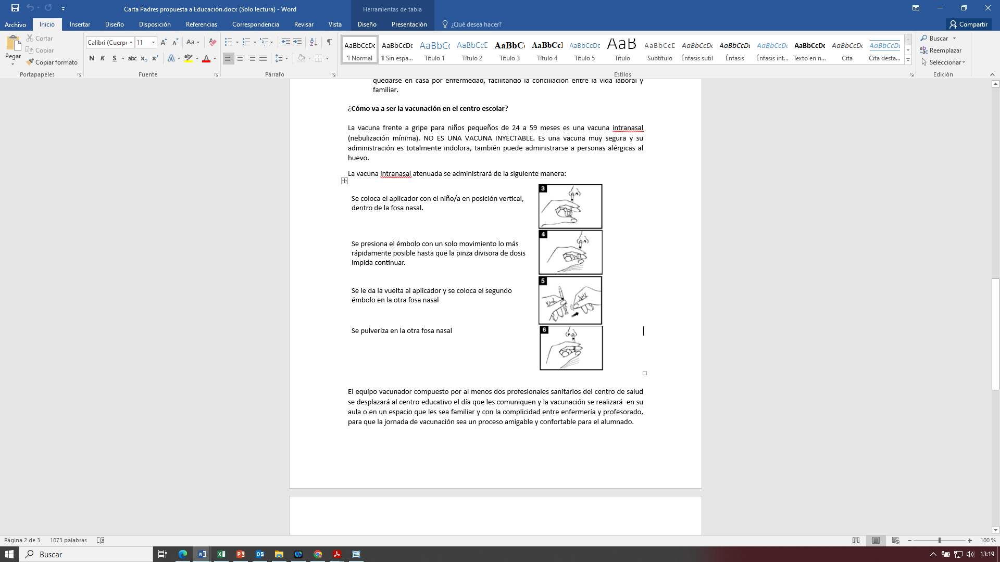 Carta Padres propuesta a Educación.docx (Solo lectura) - Word
Herramientas de tabla
Archivo Inicio Insertar Diseño Disposición Referencias Correspondencia Revisar Vista Diseño Presentación ¿Qué desea hacer? Compartir
Pegar
Cortar
Copiar
Copiar formato
Portapapeles
Calibri (Cuerpo 11
Aa
N K S abc x₂ x² A A
Fuente
Párrafo
AaBbCcDc AaBbCcDc AaBbCc AaBbCcD AaBbC AaBbCcI AaBbCcDc AaB AaBbCcD AaBbCcDc AaBbCcDc AaBbCcDc AaBbCcDc AaBbCcDc AaBbCcDc
¶ Normal ¶ Sin espa... Título 1 Título 2 Título 3 Título 4 Título 5 Título Subtítulo Énfasis sutil Énfasis Énfasis int... Texto en n... Cita Cita desta...
Estilos
Buscar
Reemplazar
Seleccionar
Edición
quedarse en casa por enfermedad, facilitando la conciliación entre la vida laboral y
familiar.
¿Cómo va a ser la vacunación en el centro escolar?
La vacuna frente a gripe para niños pequeños de 24 a 59 meses es una vacuna intranasal
(nebulización mínima). NO ES UNA VACUNA INYECTABLE. Es una vacuna muy segura y su
administración es totalmente indolora, también puede administrarse a personas alérgicas al
huevo.
La vacuna intranasal atenuada se administrará de la siguiente manera:
3
Se coloca el aplicador con el niño/a en posición vertical,
dentro de la fosa nasal.
4
Se presiona el émbolo con un solo movimiento lo más
rápidamente posible hasta que la pinza divisora de dosis
impida continuar.
5
Se le da la vuelta al aplicador y se coloca el segundo
émbolo en la otra fosa nasal
6
Se pulveriza en la otra fosa nasal
El equipo vacunador compuesto por al menos dos profesionales sanitarios del centro de salud
se desplazará al centro educativo el día que les comuniquen y la vacunación se realizará en su
aula o en un espacio que les sea familiar y con la complicidad entre enfermería y profesorado,
para que la jornada de vacunación sea un proceso amigable y confortable para el alumnado.
Página 2 de 3 1073 palabras 100 %
Buscar 13:19